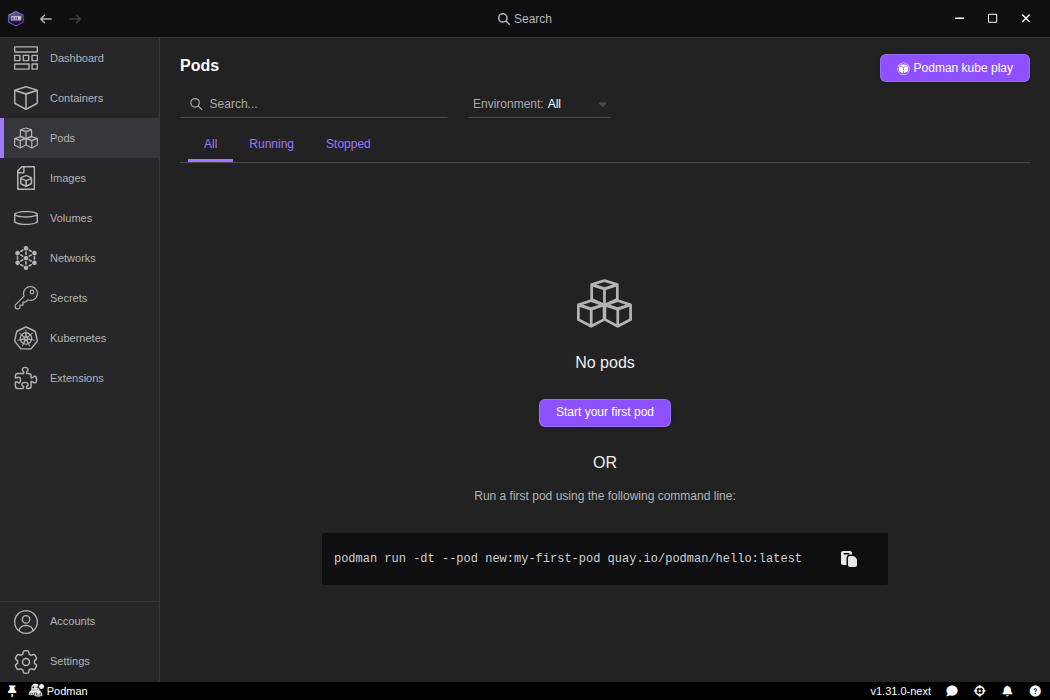 Search
Dashboard
Containers
Pods
Images
Volumes
Networks
Secrets
Kubernetes
Extensions
Accounts
Settings
Pods
Podman kube play
Search...
Environment: All
All Running Stopped
No pods
Start your first pod
OR
Run a first pod using the following command line:
podman run -dt --pod new:my-first-pod quay.io/podman/hello:latest
Podman
v1.31.0-next